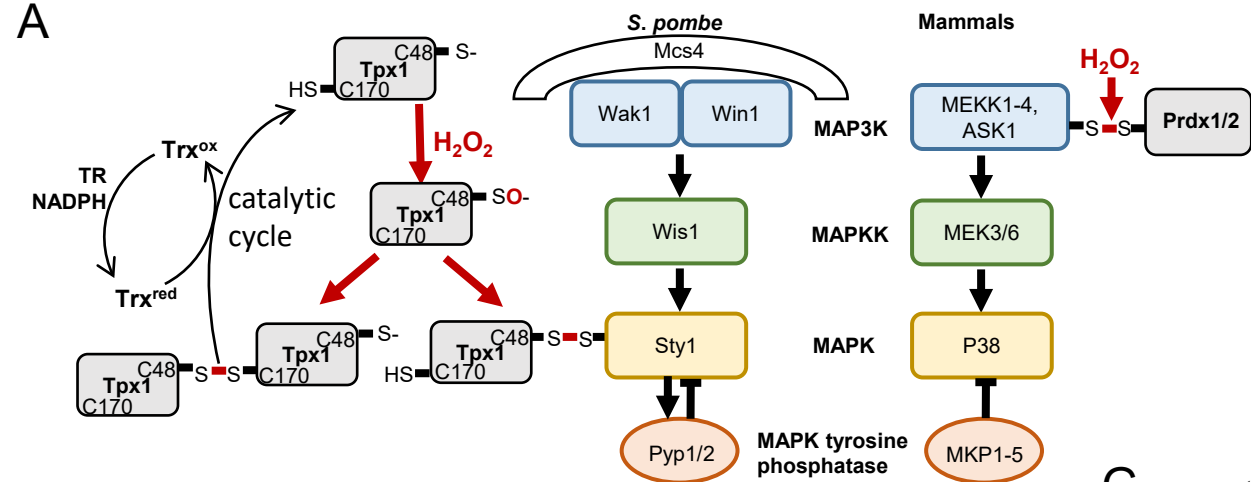 A
S. pombe
Mammals
Mcs4
C48
S-
Tpx1
HS
C170
H2O2
Wak1
Win1
MAP3K
MEKK1-4,
ASK1
S
S
Prdx1/2
H2O2
Trxox
TR
NADPH
catalytic
cycle
C48
SO-
Tpx1
C170
Wis1
MAPKK
MEK3/6
Trxred
C48
S-
Tpx1
C170
C48
S
S
Tpx1
C170
C48
S
S
Tpx1
HS
C170
Sty1
MAPK
P38
Pyp1/2
MAPK tyrosine
phosphatase
MKP1-5